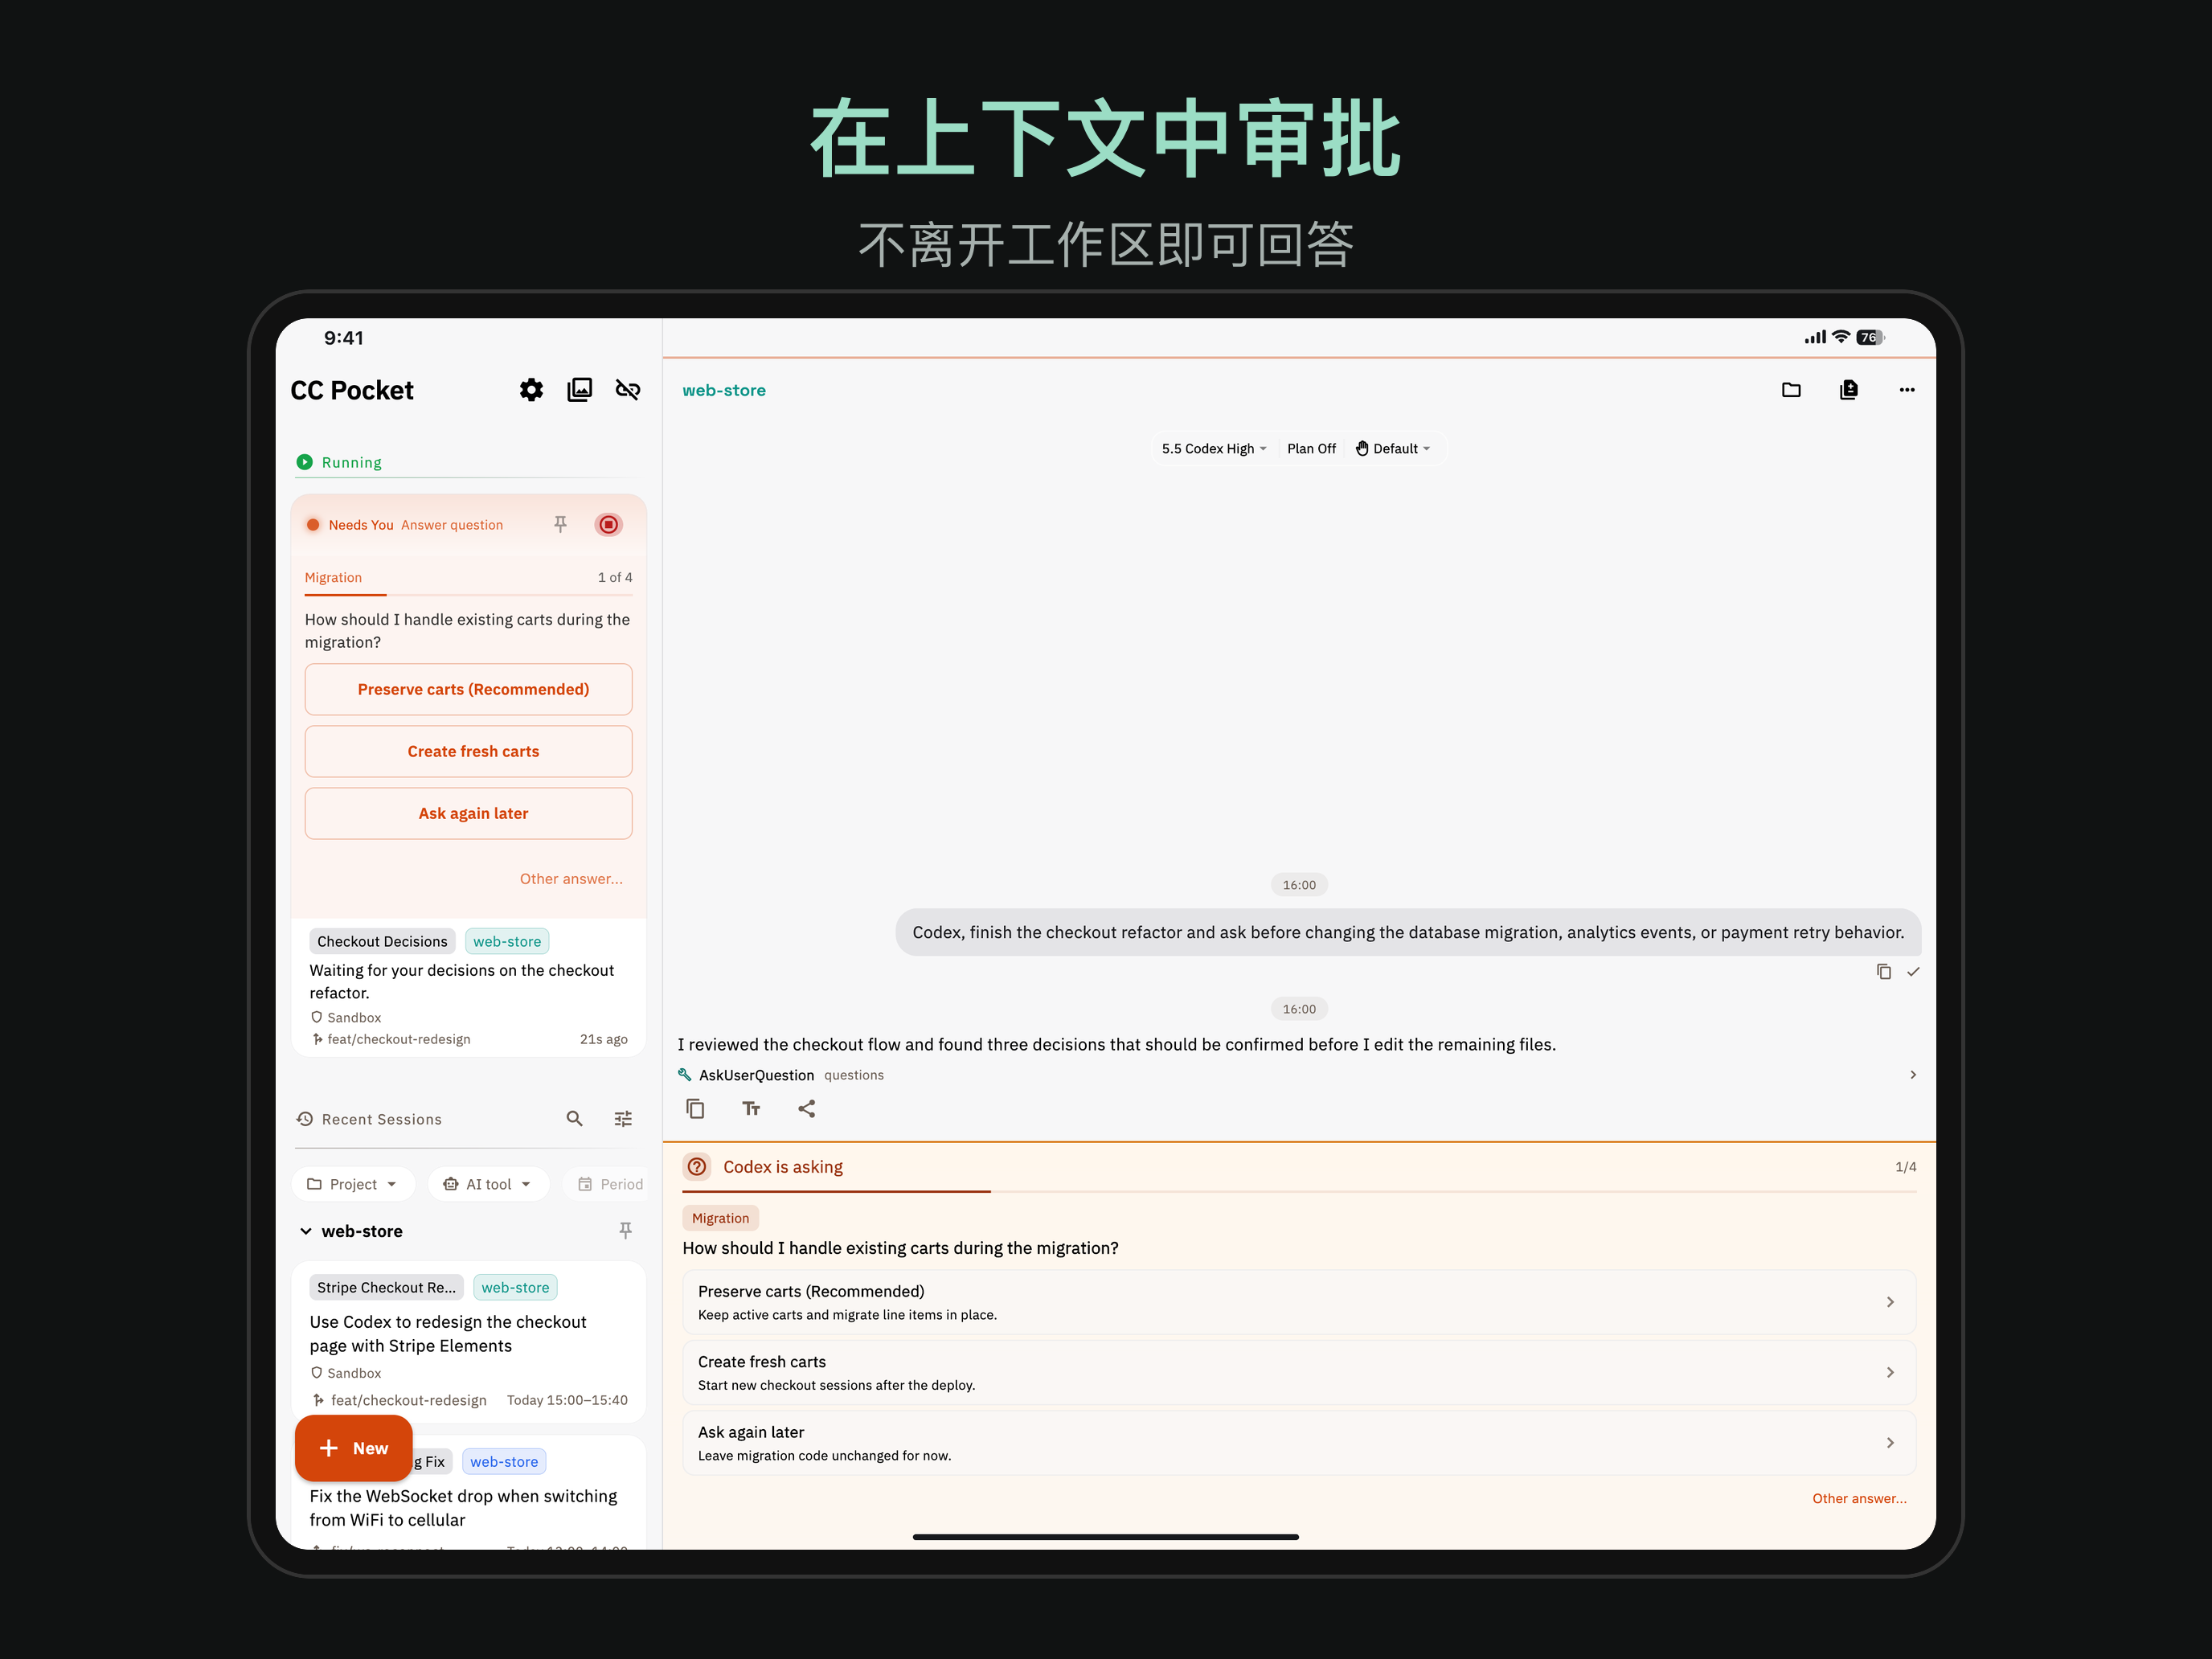 在上下文中审批
不离开工作区即可回答
9:41
76
CC Pocket
Running
Needs You Answer question
Migration 1 of 4
How should I handle existing carts during the
migration?
Preserve carts (Recommended)
Create fresh carts
Ask again later
Other answer...
Checkout Decisions web-store
Waiting for your decisions on the checkout
refactor.
Sandbox
feat/checkout-redesign 21s ago
Recent Sessions
Project AI tool Period
web-store
Stripe Checkout Re... web-store
Use Codex to redesign the checkout
page with Stripe Elements
Sandbox
feat/checkout-redesign Today 15:00–15:40
New
g Fix web-store
Fix the WebSocket drop when switching
from WiFi to cellular
web-store
5.5 Codex High Plan Off Default
16:00
Codex, finish the checkout refactor and ask before changing the database migration, analytics events, or payment retry behavior.
16:00
I reviewed the checkout flow and found three decisions that should be confirmed before I edit the remaining files.
AskUserQuestion questions
Codex is asking 1/4
Migration
How should I handle existing carts during the migration?
Preserve carts (Recommended)
Keep active carts and migrate line items in place.
Create fresh carts
Start new checkout sessions after the deploy.
Ask again later
Leave migration code unchanged for now.
Other answer...